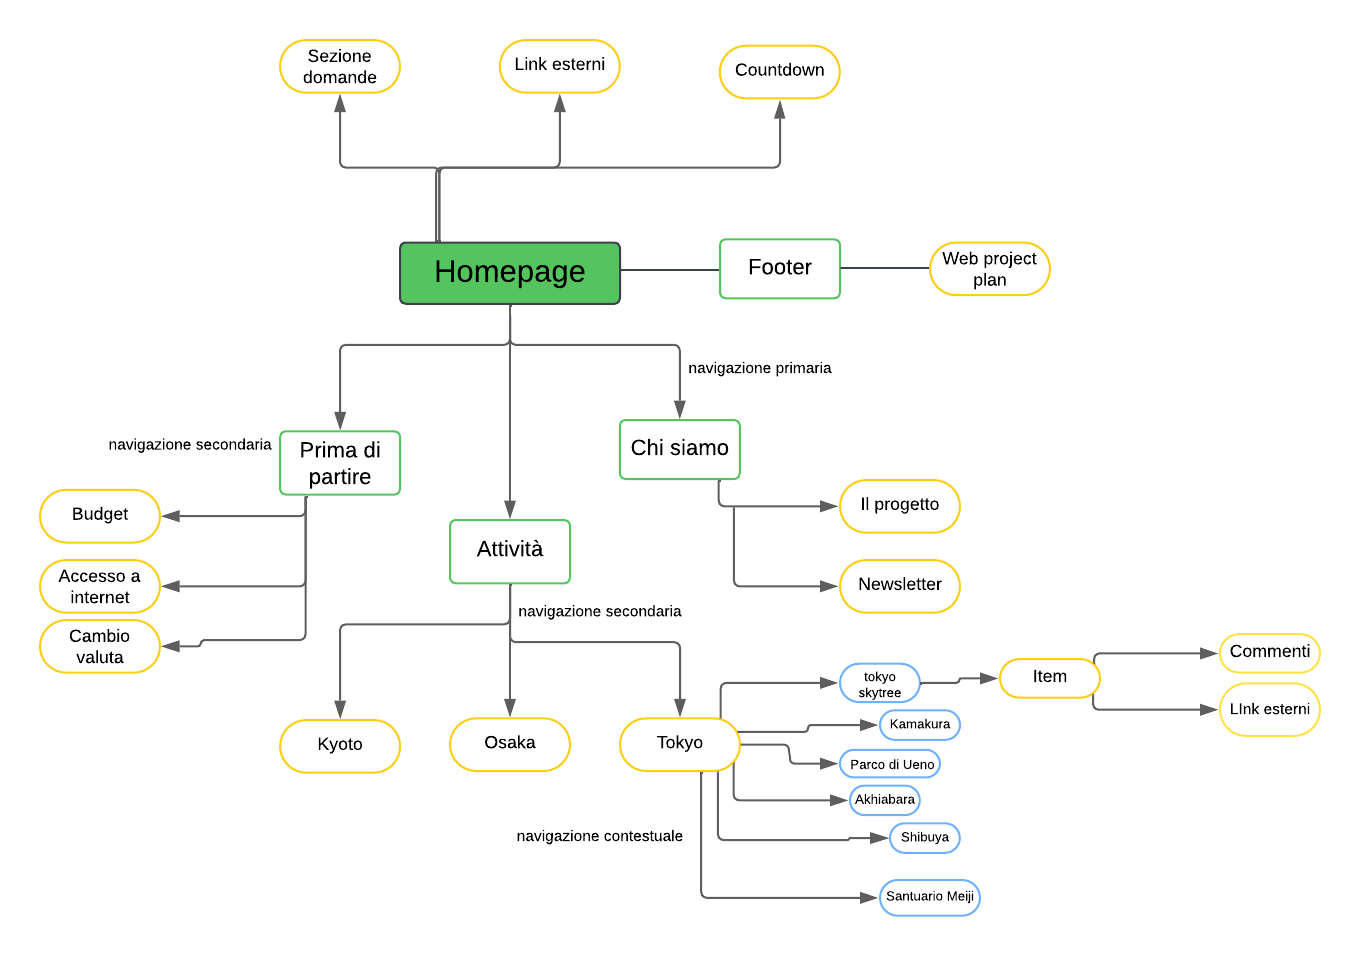 Sezione
domande
Link esterni
Countdown
Homepage
Footer
Web project
plan
navigazione primaria
navigazione secondaria
Prima di
partire
Chi siamo
Budget
Il progetto
Attività
Accesso a
internet
Newsletter
navigazione secondaria
Cambio
valuta
Kyoto
Osaka
Tokyo
tokyo
skytree
Item
Commenti
LInk esterni
Kamakura
Parco di Ueno
Akhiabara
navigazione contestuale
Shibuya
Santuario Meiji